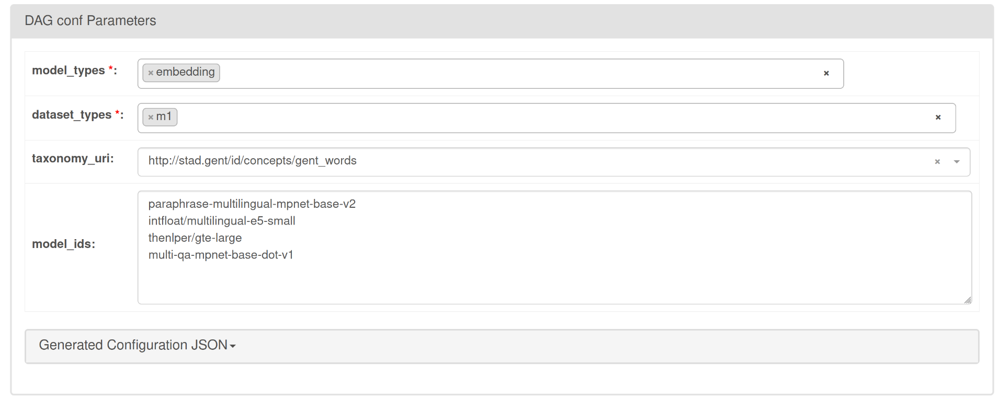 DAG conf Parameters
model_types *:
× embedding
×
dataset_types *:
× m1
×
taxonomy_uri:
http://stad.gent/id/concepts/gent_words
×
model_ids:
paraphrase-multilingual-mpnet-base-v2
intfloat/multilingual-e5-small
thenlper/gte-large
multi-qa-mpnet-base-dot-v1
Generated Configuration JSON